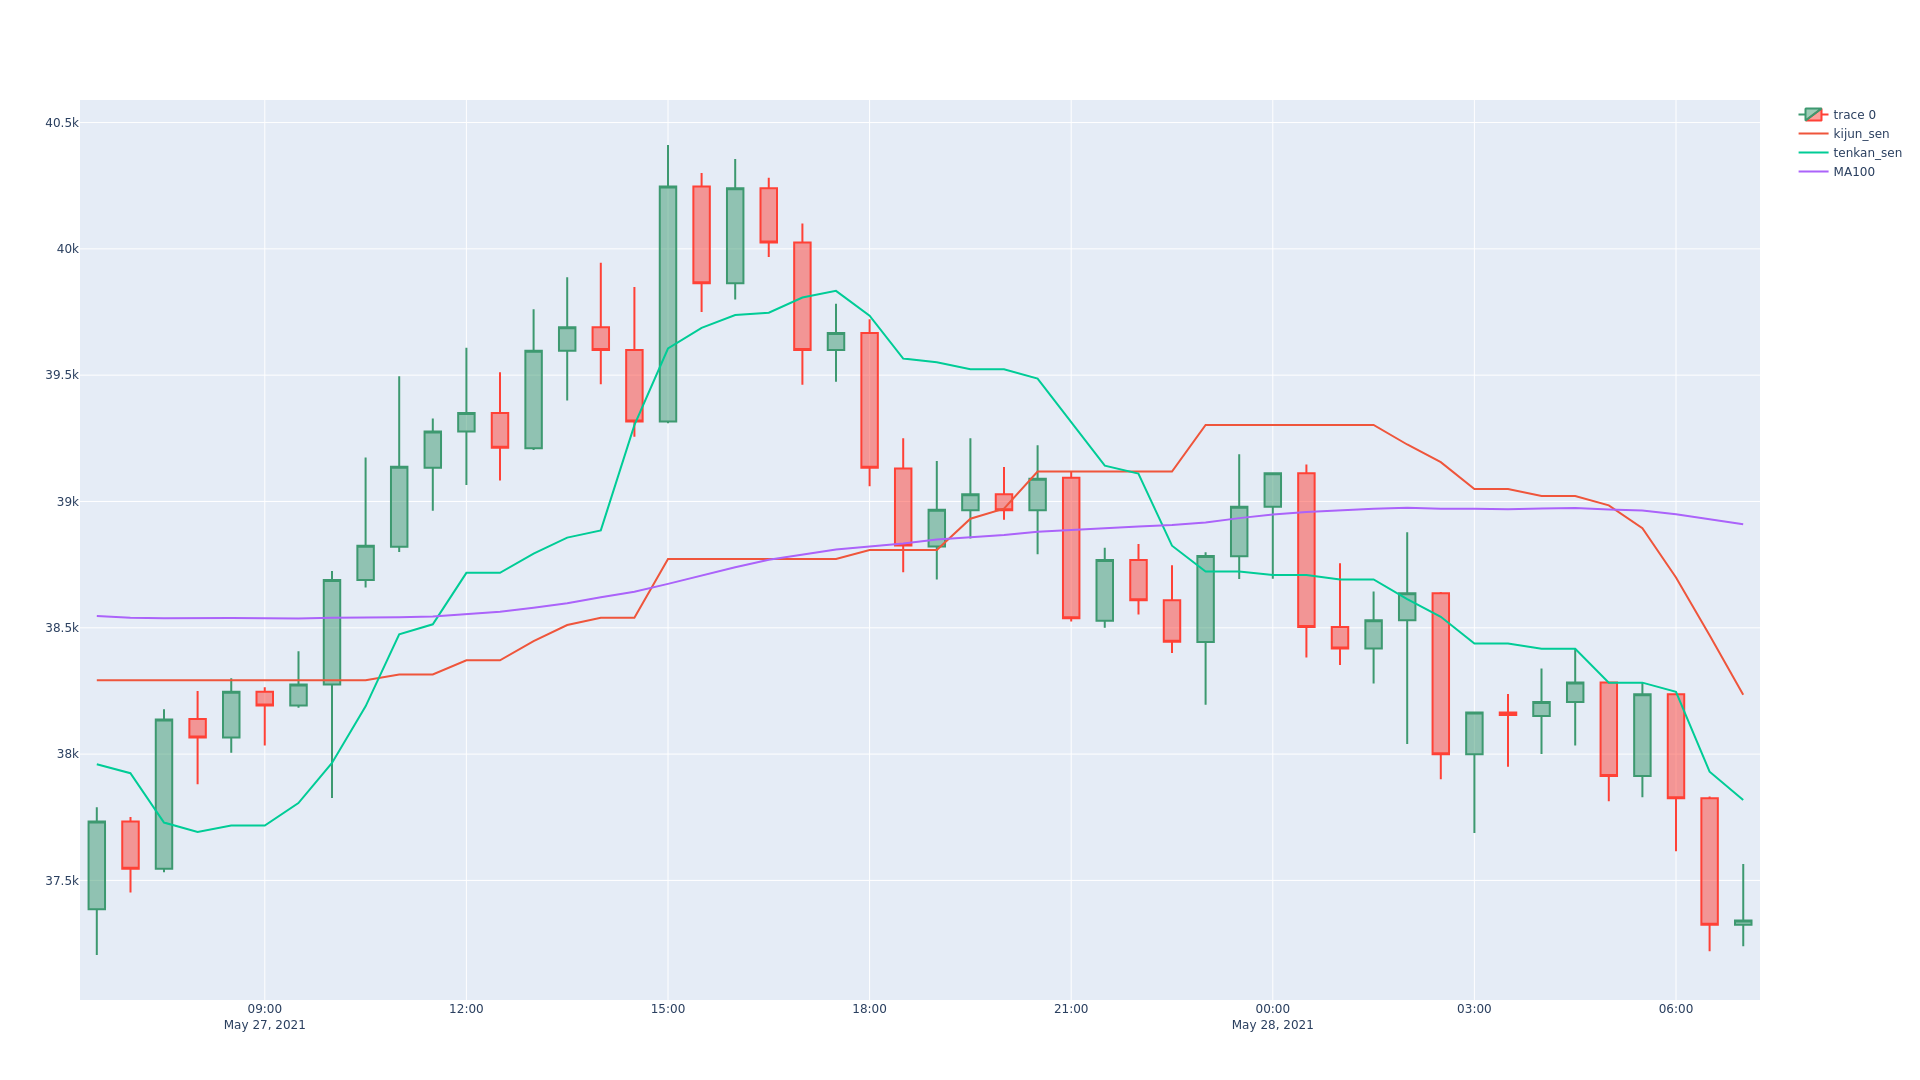 40.5k
40k
39.5k
39k
38.5k
38k
37.5k
09:00
May 27, 2021
12:00
15:00
18:00
21:00
00:00
May 28, 2021
03:00
06:00
trace 0
kijun_sen
tenkan_sen
MA100